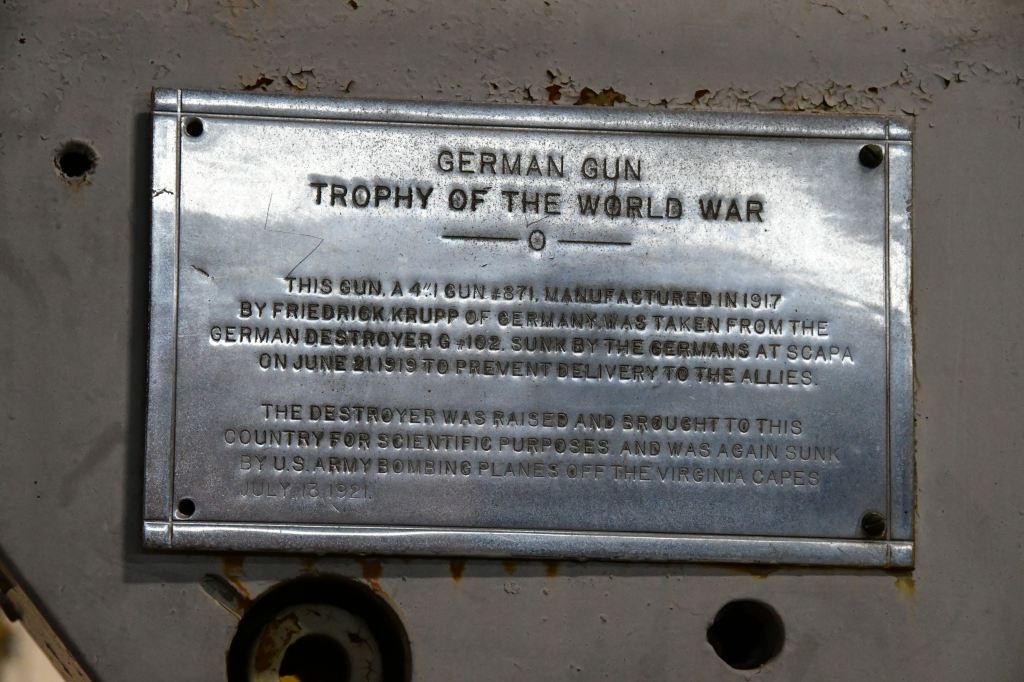 GERMAN GUN
TROPHY OF THE WORLD WAR
O
THIS GUN, A 4".1 GUN #871, MANUFACTURED IN 1917
BY FRIEDRICK KRUPP OF GERMANY, WAS TAKEN FROM THE
GERMAN DESTROYER G #102, SUNK BY THE GERMANS AT SCAPA
ON JUNE 21, 1919 TO PREVENT DELIVERY TO THE ALLIES.
THE DESTROYER WAS RAISED AND BROUGHT TO THIS
COUNTRY FOR SCIENTIFIC PURPOSES AND WAS AGAIN SUNK
BY U.S. ARMY BOMBING PLANES OFF THE VIRGINIA CAPES
JULY, 13, 1921.